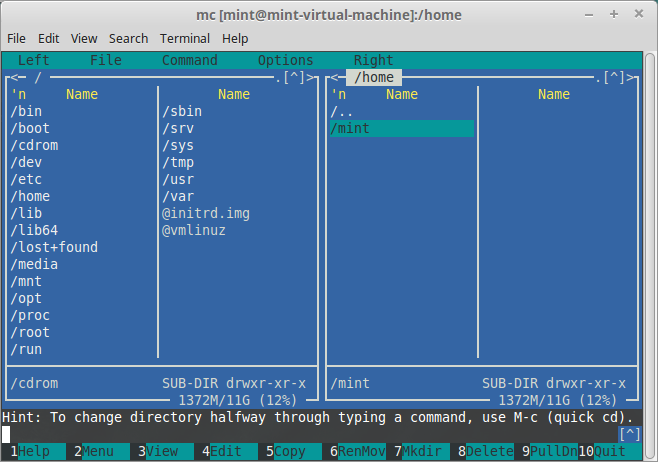 mc [mint@mint-virtual-machine]:/home
File Edit View Search Terminal Help
Left File Command Options Right
<─ / ─ .[^]> <─ /home ─ .[^]>
'n Name Name 'n Name Name
/bin /sbin /..
/boot /srv /mint
/cdrom /sys
/dev /tmp
/etc /usr
/home /var
/lib @initrd.img
/lib64 @vmlinuz
/lost+found
/media
/mnt
/opt
/proc
/root
/run
/cdrom SUB-DIR drwxr-xr-x /mint SUB-DIR drwxr-xr-x
1372M/11G (12%) 1372M/11G (12%)
Hint: To change directory halfway through typing a command, use M-c (quick cd).
[^]
1Help 2Menu 3View 4Edit 5Copy 6RenMov 7Mkdir 8Delete 9PullDn 10Quit